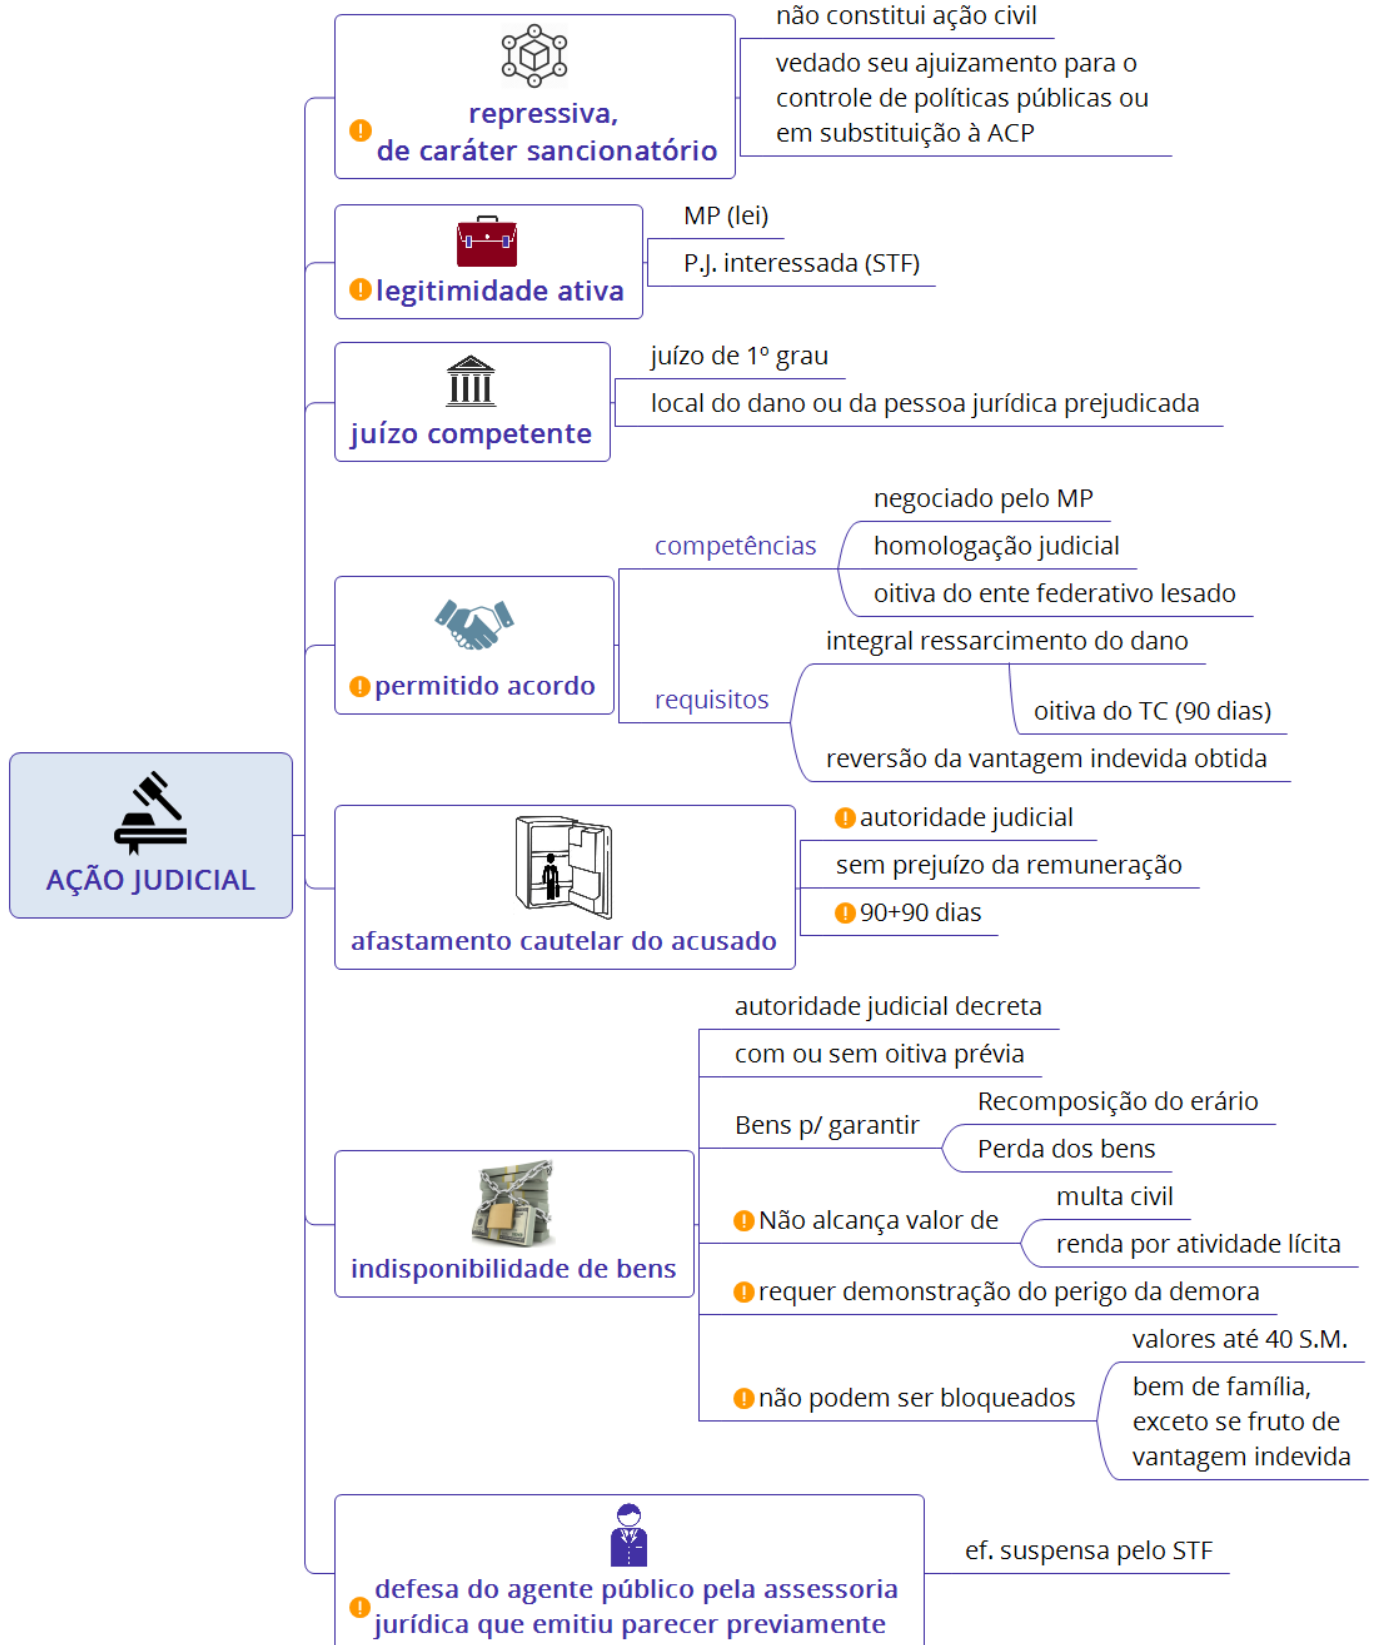 AÇÃO JUDICIAL
repressiva,
de caráter sancionatório
não constitui ação civil
vedado seu ajuizamento para o
controle de políticas públicas ou
em substituição à ACP
legitimidade ativa
MP (lei)
P.J. interessada (STF)
juízo competente
juízo de 1º grau
local do dano ou da pessoa jurídica prejudicada
permitido acordo
competências
negociado pelo MP
homologação judicial
oitiva do ente federativo lesado
requisitos
integral ressarcimento do dano
oitiva do TC (90 dias)
reversão da vantagem indevida obtida
afastamento cautelar do acusado
autoridade judicial
sem prejuízo da remuneração
90+90 dias
indisponibilidade de bens
autoridade judicial decreta
com ou sem oitiva prévia
Bens p/ garantir
Recomposição do erário
Perda dos bens
Não alcança valor de
multa civil
renda por atividade lícita
requer demonstração do perigo da demora
não podem ser bloqueados
valores até 40 S.M.
bem de família,
exceto se fruto de
vantagem indevida
defesa do agente público pela assessoria
jurídica que emitiu parecer previamente
ef. suspensa pelo STF